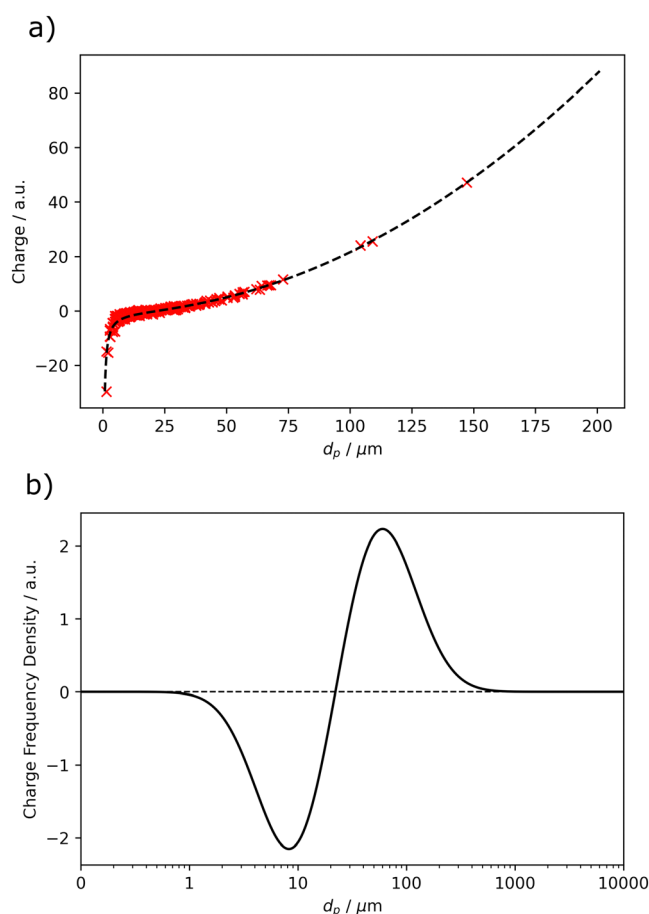 a)
80
60
40
20
0
−20
Charge / a.u.
0 25 50 75 100 125 150 175 200
d_p / μm
b)
2
1
0
−1
−2
Charge Frequency Density / a.u.
0 1 10 100 1000 10000
d_p / μm